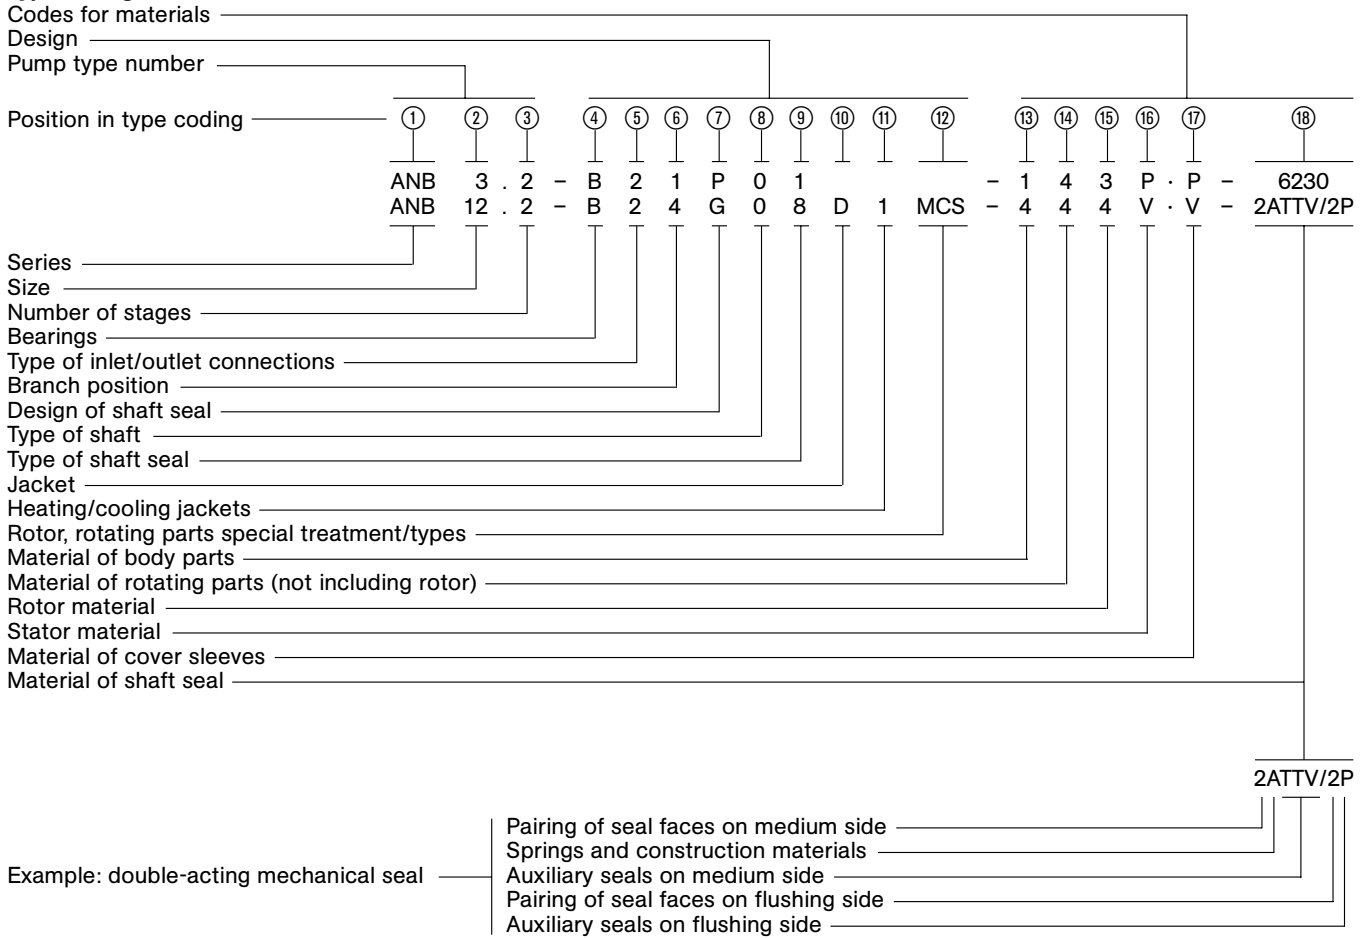 Codes for materials
Design
Pump type number
Position in type coding ① ② ③ ④ ⑤ ⑥ ⑦ ⑧ ⑨ ⑩ ⑪ ⑫ ⑬ ⑭ ⑮ ⑯ ⑰ ⑱
ANB 3 . 2 – B 2 1 P 0 1 – 1 4 3 P · P – 6230
ANB 12 . 2 – B 2 4 G 0 8 D 1 MCS – 4 4 4 V · V – 2ATTV/2P
Series
Size
Number of stages
Bearings
Type of inlet/outlet connections
Branch position
Design of shaft seal
Type of shaft
Type of shaft seal
Jacket
Heating/cooling jackets
Rotor, rotating parts special treatment/types
Material of body parts
Material of rotating parts (not including rotor)
Rotor material
Stator material
Material of cover sleeves
Material of shaft seal
2ATTV/2P
Pairing of seal faces on medium side
Springs and construction materials
Example: double-acting mechanical seal Auxiliary seals on medium side
Pairing of seal faces on flushing side
Auxiliary seals on flushing side